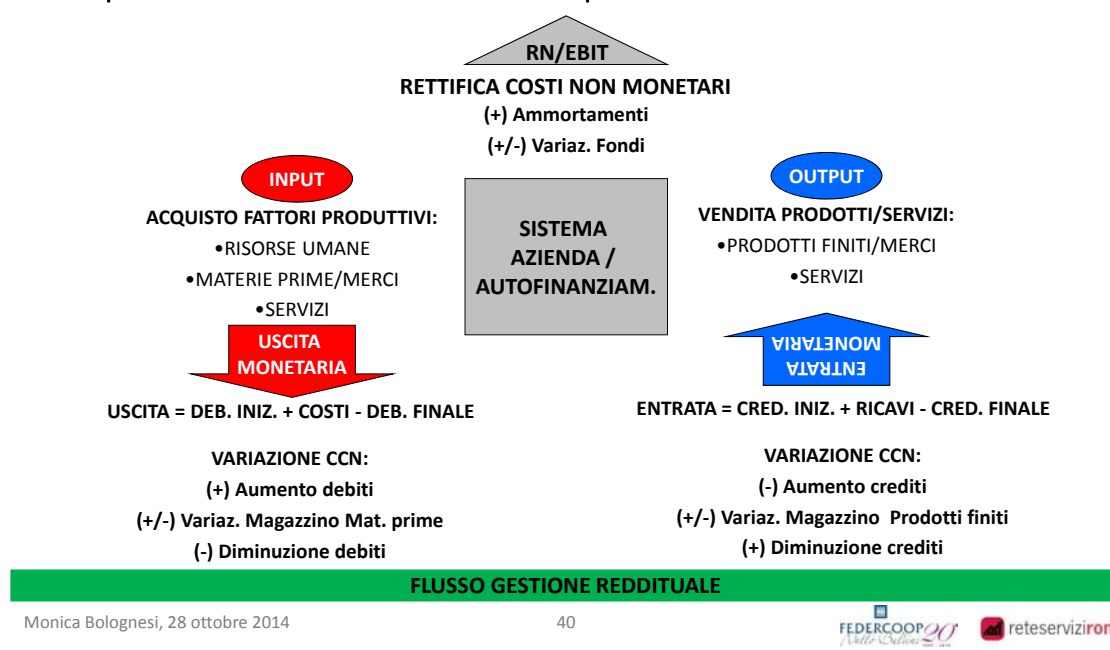 RN/EBIT
RETTIFICA COSTI NON MONETARI
(+) Ammortamenti
(+/-) Variaz. Fondi
INPUT
ACQUISTO FATTORI PRODUTTIVI:
•RISORSE UMANE
•MATERIE PRIME/MERCI
•SERVIZI
USCITA
MONETARIA
USCITA = DEB. INIZ. + COSTI - DEB. FINALE
VARIAZIONE CCN:
(+) Aumento debiti
(+/-) Variaz. Magazzino Mat. prime
(-) Diminuzione debiti
SISTEMA
AZIENDA /
AUTOFINANZIAM.
OUTPUT
VENDITA PRODOTTI/SERVIZI:
•PRODOTTI FINITI/MERCI
•SERVIZI
ENTRATA
MONETARIA
ENTRATA = CRED. INIZ. + RICAVI - CRED. FINALE
VARIAZIONE CCN:
(-) Aumento crediti
(+/-) Variaz. Magazzino  Prodotti finiti
(+) Diminuzione crediti
FLUSSO GESTIONE REDDITUALE
Monica Bolognesi, 28 ottobre 2014
40
FEDERCOOP 20°
Nullo Baldini
reteserviziron